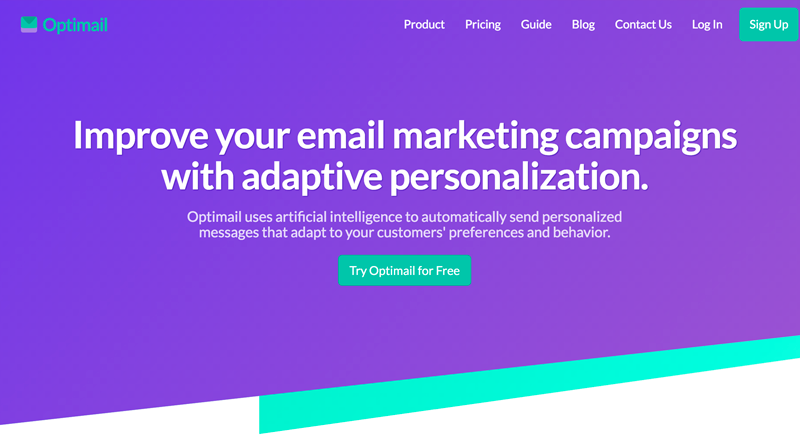 Optimail
Product
Pricing
Guide
Blog
Contact Us
Log In
Sign Up
Improve your email marketing campaigns
with adaptive personalization.
Optimail uses artificial intelligence to automatically send personalized
messages that adapt to your customers' preferences and behavior.
Try Optimail for Free